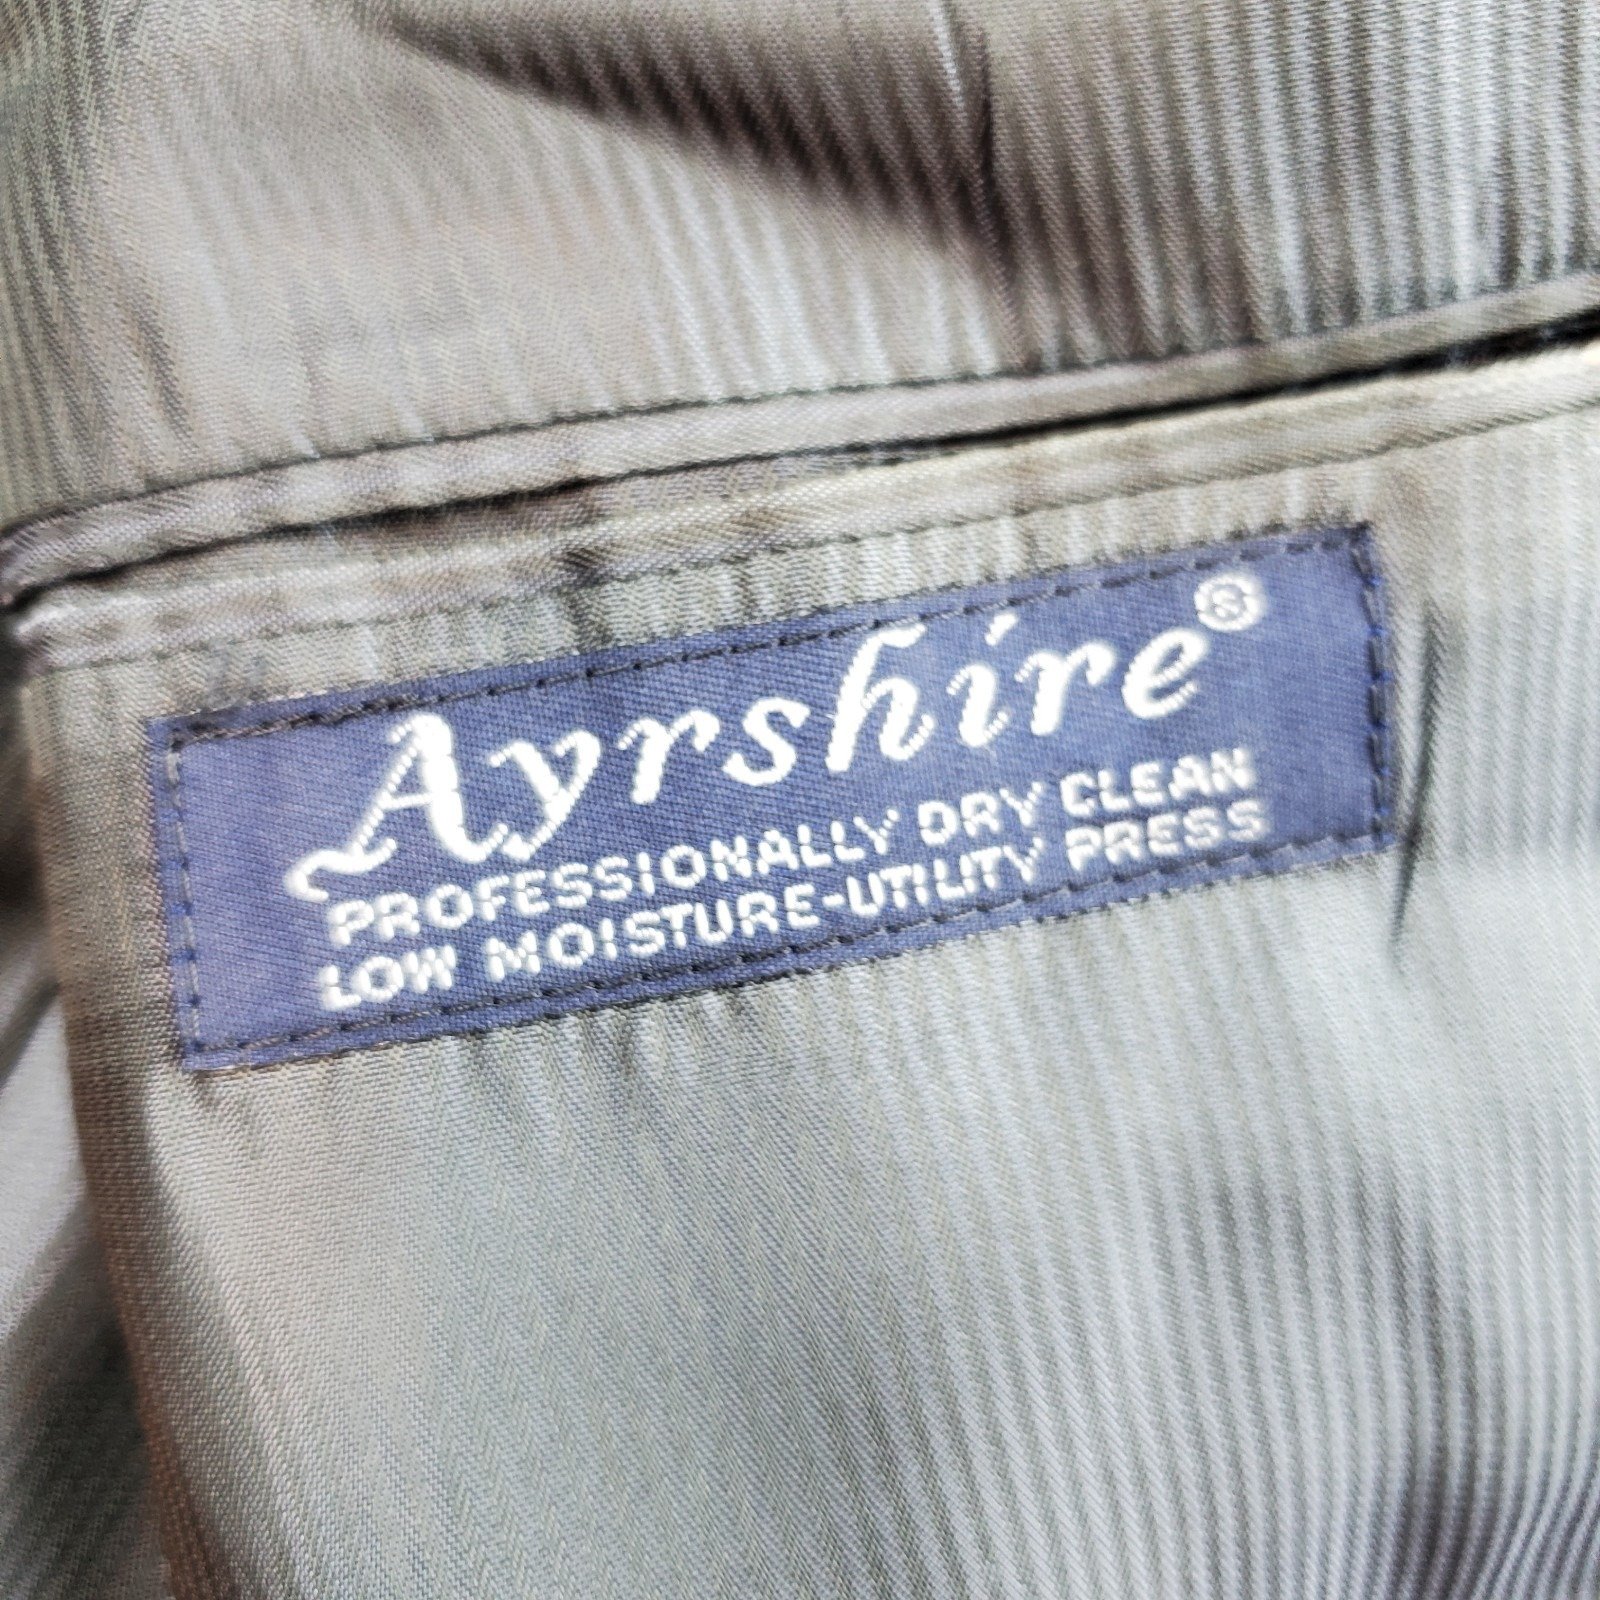 Ayrshire®
PROFESSIONALLY DRY CLEAN
LOW MOISTURE-UTILITY PRESS